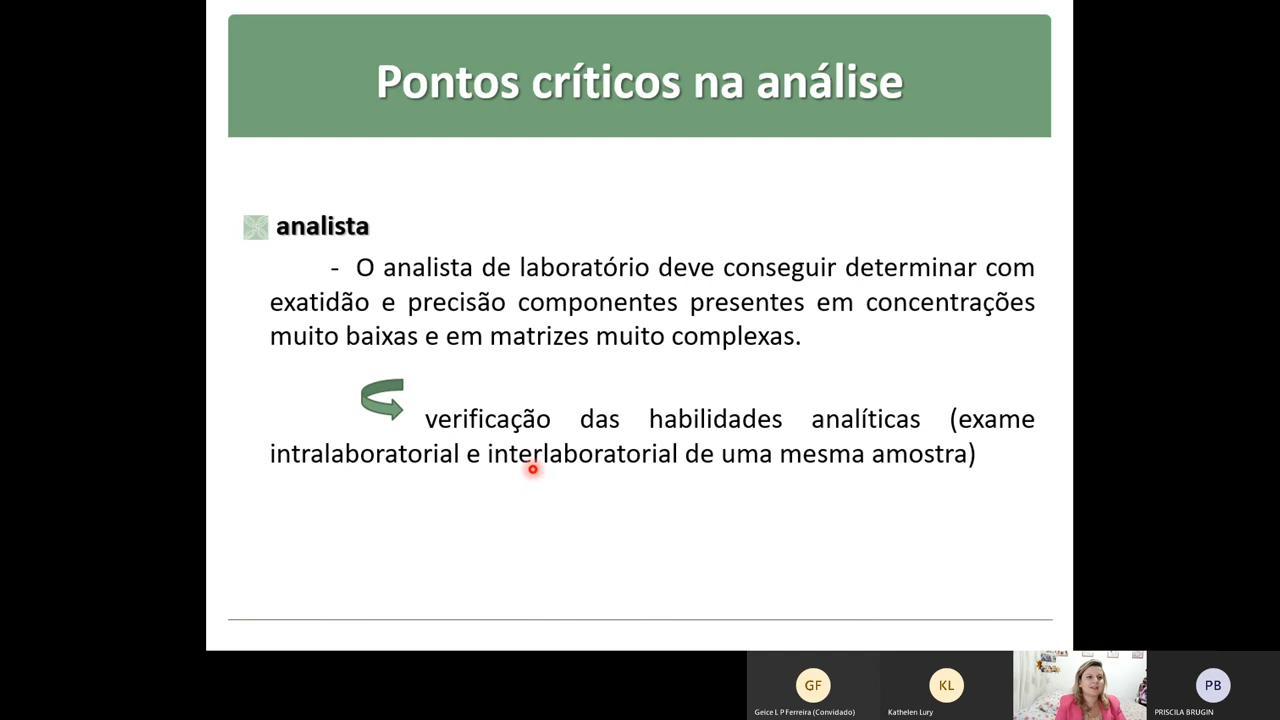 Pontos críticos na análise
analista
- O analista de laboratório deve conseguir determinar com
exatidão e precisão componentes presentes em concentrações
muito baixas e em matrizes muito complexas.
verificação das habilidades analíticas (exame
intralaboratorial e interlaboratorial de uma mesma amostra)
GF
KL
PB
Geice L P Ferreira (Convidado)
Kathelen Lury
PRISCILA BRUGIN